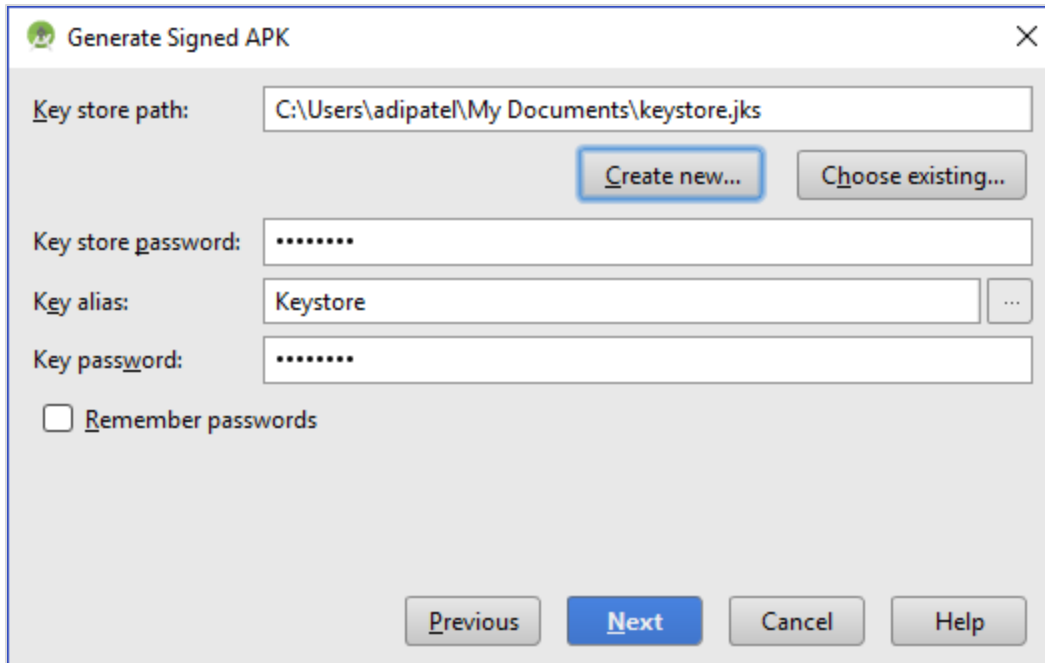 Generate Signed APK
Key store path: C:\Users\adipatel\My Documents\keystore.jks
Create new... Choose existing...
Key store password: ••••••••
Key alias: Keystore ...
Key password: ••••••••
Remember passwords
Previous Next Cancel Help